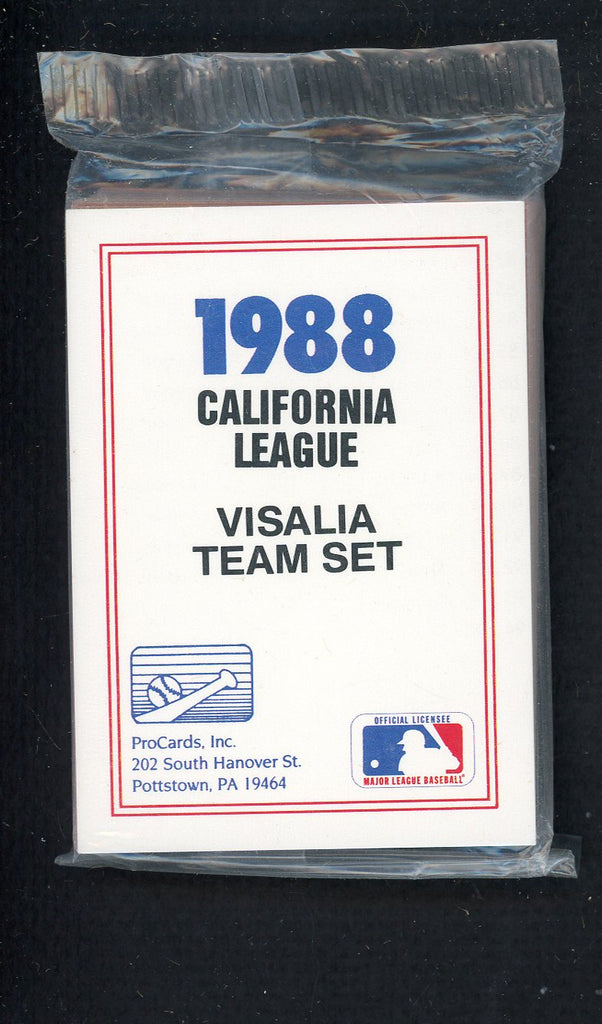 1988
CALIFORNIA
LEAGUE
VISALIA
TEAM SET
ProCards, Inc.
202 South Hanover St.
Pottstown, PA 19464
OFFICIAL LICENSEE
MAJOR LEAGUE BASEBALL®